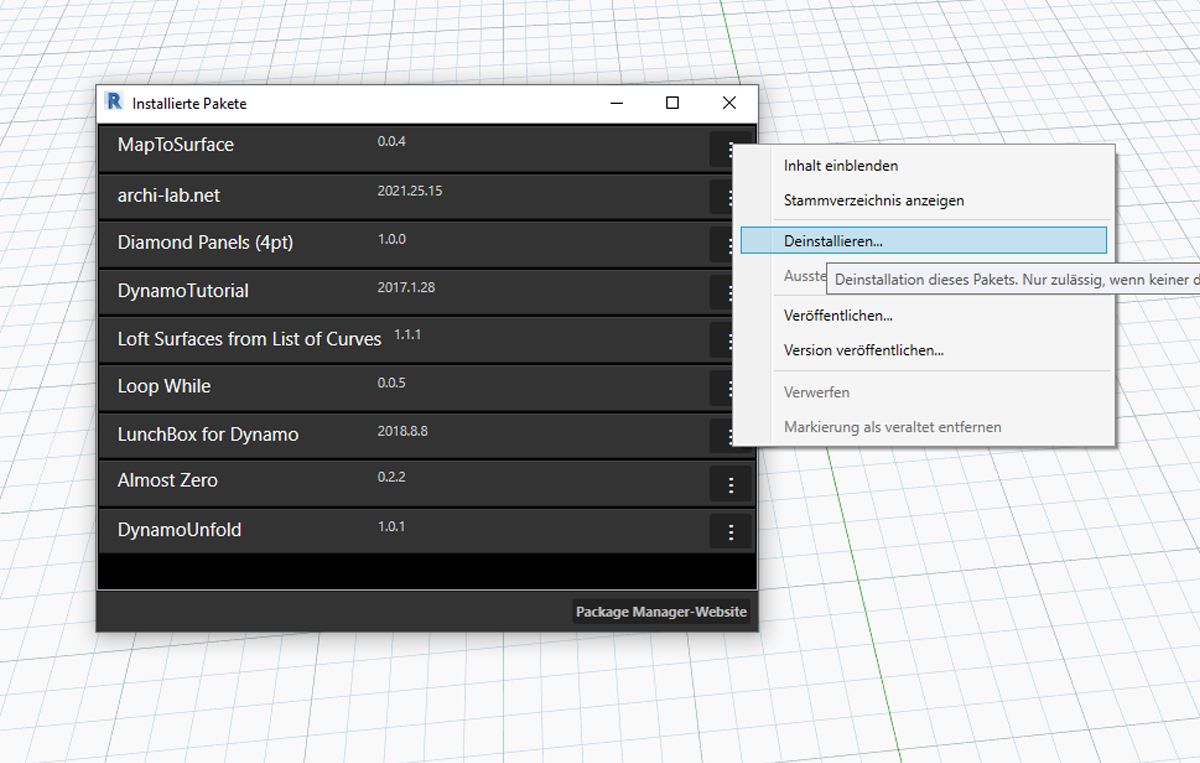 R Installierte Pakete
MapToSurface 0.0.4
archi-lab.net 2021.25.15
Diamond Panels (4pt) 1.0.0
DynamoTutorial 2017.1.28
Loft Surfaces from List of Curves 1.1.1
Loop While 0.0.5
LunchBox for Dynamo 2018.8.8
Almost Zero 0.2.2
DynamoUnfold 1.0.1
Package Manager-Website
Inhalt einblenden
Stammverzeichnis anzeigen
Deinstallieren...
Ausste
Deinstallation dieses Pakets. Nur zulässig, wenn keiner d
Veröffentlichen...
Version veröffentlichen...
Verwerfen
Markierung als veraltet entfernen